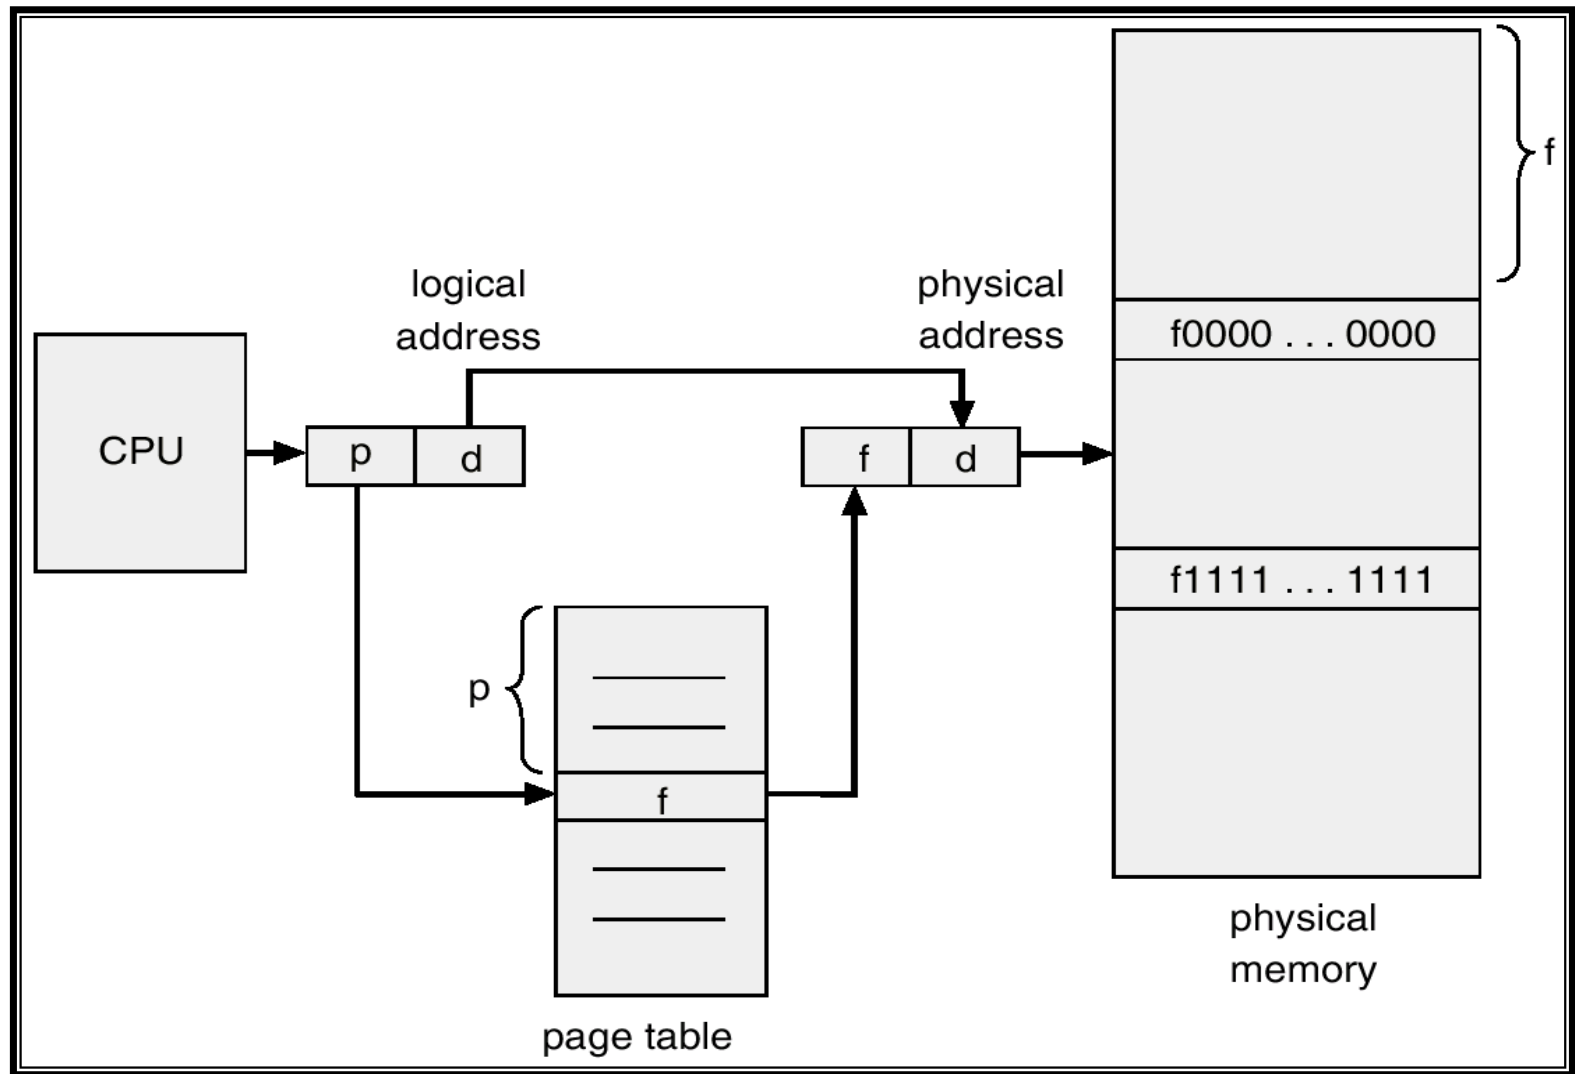 f
logical
address
physical
address
f0000 . . . 0000
CPU
p
d
f
d
f1111 . . . 1111
p
f
physical
memory
page table